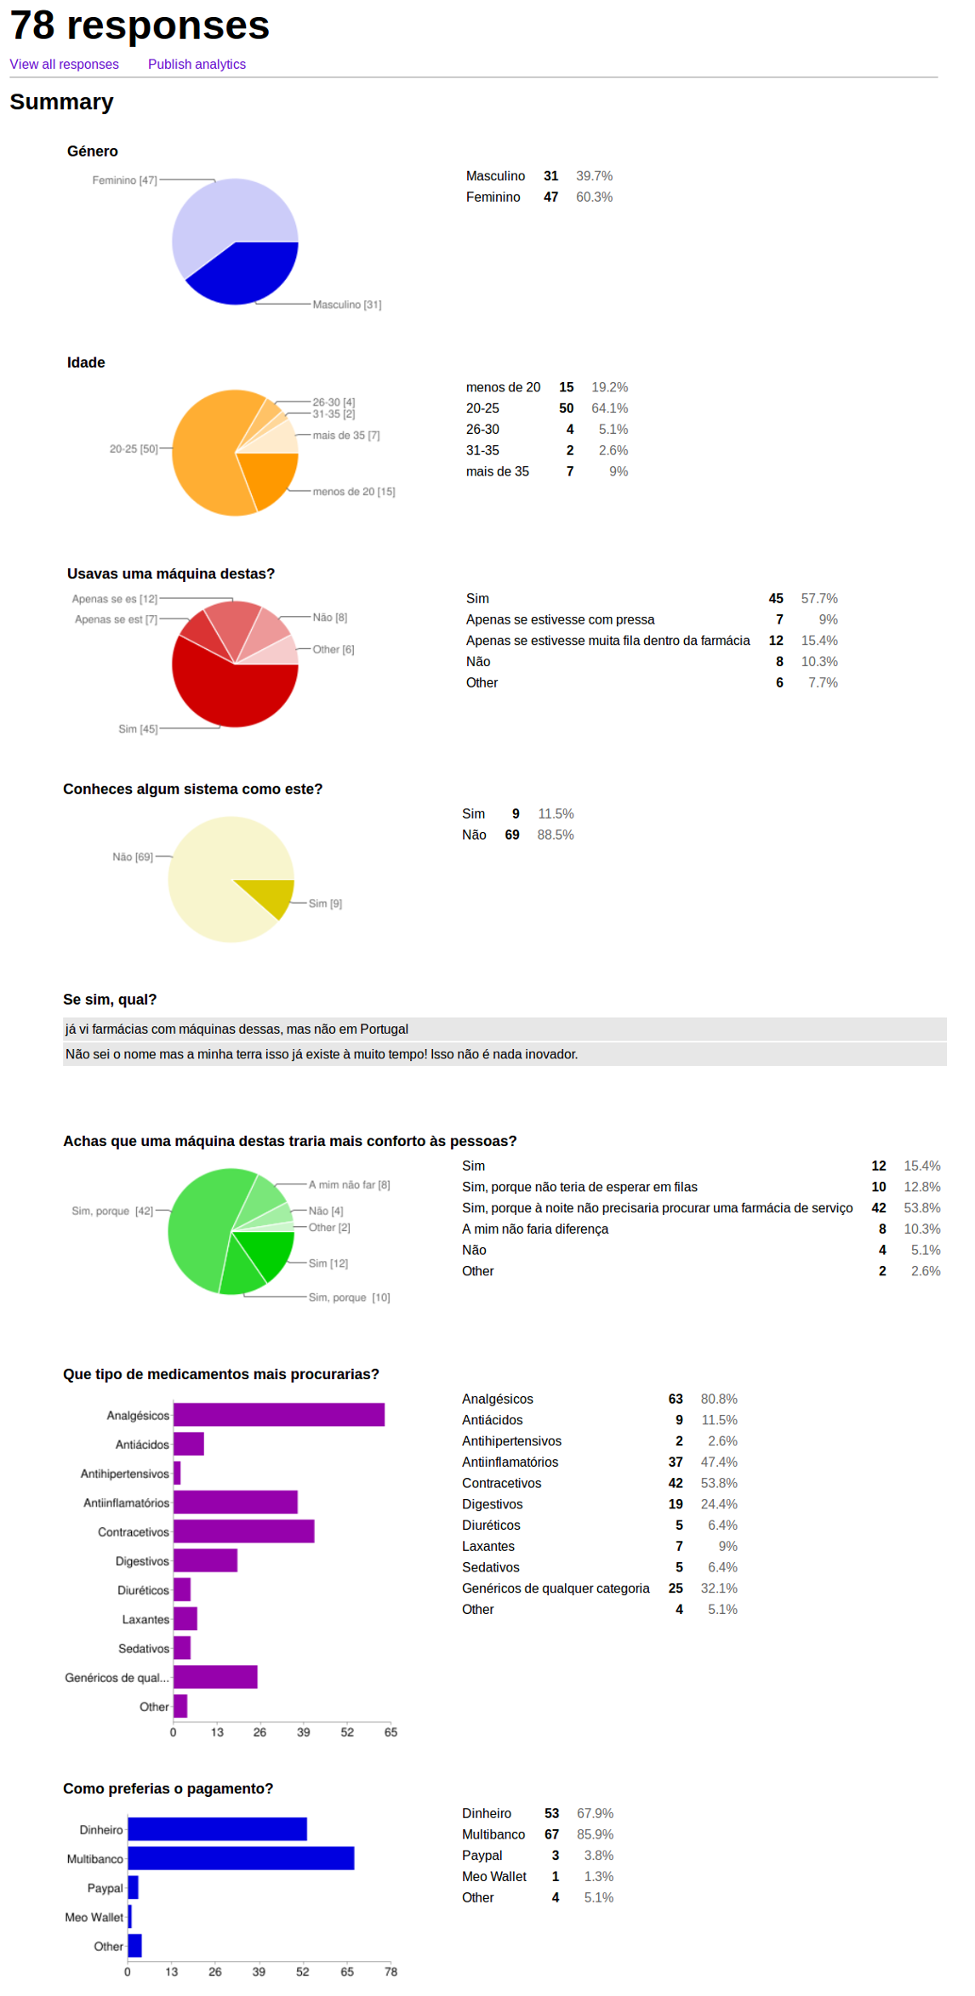 78 responses
View all responses Publish analytics
Summary
Género
Feminino [47]
Masculino [31]
Masculino 31 39.7%
Feminino 47 60.3%
Idade
26-30 [4]
31-35 [2]
mais de 35 [7]
20-25 [50]
menos de 20 [15]
menos de 20 15 19.2%
20-25 50 64.1%
26-30 4 5.1%
31-35 2 2.6%
mais de 35 7 9%
Usavas uma máquina destas?
Apenas se es [12]
Apenas se est [7]
Não [8]
Other [6]
Sim [45]
Sim 45 57.7%
Apenas se estivesse com pressa 7 9%
Apenas se estivesse muita fila dentro da farmácia 12 15.4%
Não 8 10.3%
Other 6 7.7%
Conheces algum sistema como este?
Não [69]
Sim [9]
Sim 9 11.5%
Não 69 88.5%
Se sim, qual?
já vi farmácias com máquinas dessas, mas não em Portugal
Não sei o nome mas a minha terra isso já existe à muito tempo! Isso não é nada inovador.
Achas que uma máquina destas traria mais conforto às pessoas?
A mim não far [8]
Sim, porque [42]
Não [4]
Other [2]
Sim [12]
Sim, porque [10]
Sim 12 15.4%
Sim, porque não teria de esperar em filas 10 12.8%
Sim, porque à noite não precisaria procurar uma farmácia de serviço 42 53.8%
A mim não faria diferença 8 10.3%
Não 4 5.1%
Other 2 2.6%
Que tipo de medicamentos mais procurarias?
Analgésicos
Antiácidos
Antihipertensivos
Antiinflamatórios
Contracetivos
Digestivos
Diuréticos
Laxantes
Sedativos
Genéricos de qual...
Other
0 13 26 39 52 65
Analgésicos 63 80.8%
Antiácidos 9 11.5%
Antihipertensivos 2 2.6%
Antiinflamatórios 37 47.4%
Contracetivos 42 53.8%
Digestivos 19 24.4%
Diuréticos 5 6.4%
Laxantes 7 9%
Sedativos 5 6.4%
Genéricos de qualquer categoria 25 32.1%
Other 4 5.1%
Como preferias o pagamento?
Dinheiro
Multibanco
Paypal
Meo Wallet
Other
0 13 26 39 52 65 78
Dinheiro 53 67.9%
Multibanco 67 85.9%
Paypal 3 3.8%
Meo Wallet 1 1.3%
Other 4 5.1%